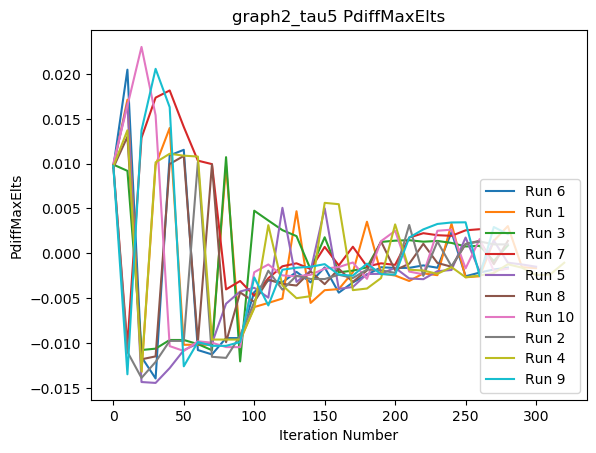 graph2_tau5 PdiffMaxElts
PdiffMaxElts
0.020
0.015
0.010
0.005
0.000
−0.005
−0.010
−0.015
0 50 100 150 200 250 300
Iteration Number
Run 6
Run 1
Run 3
Run 7
Run 5
Run 8
Run 10
Run 2
Run 4
Run 9